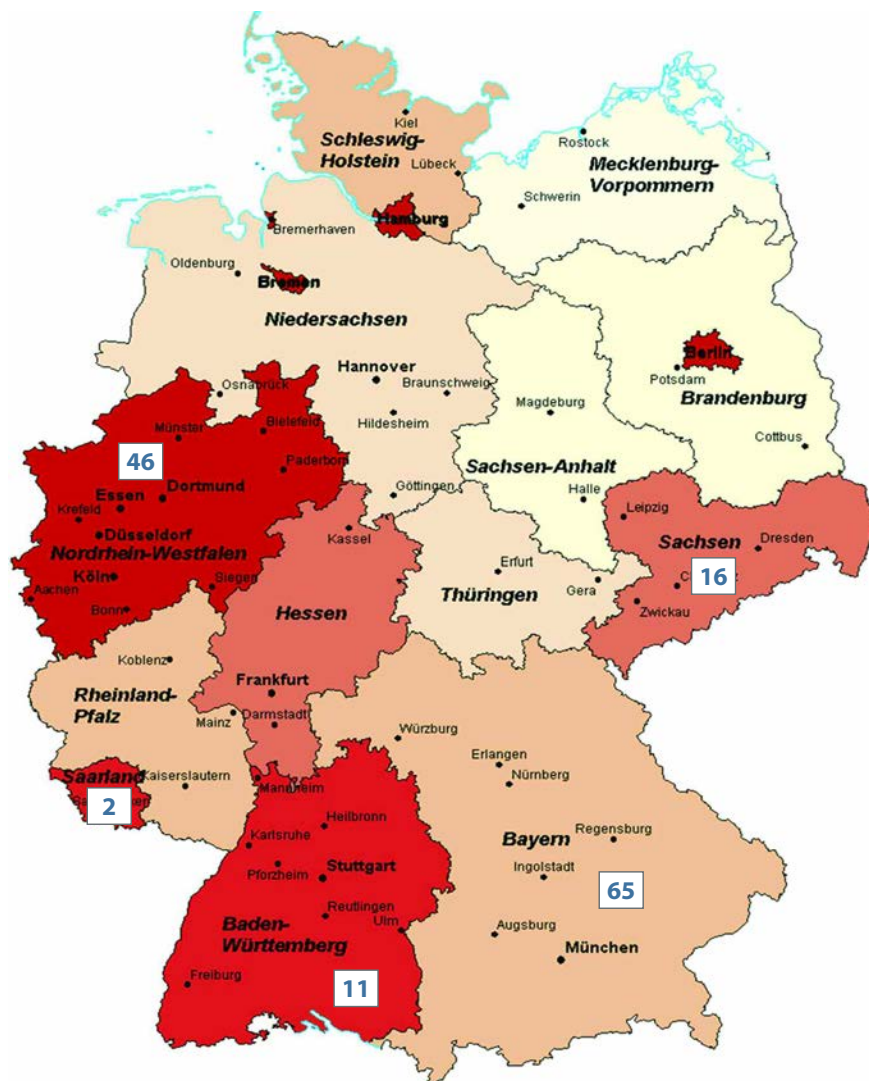 Kiel
Schleswig-
Holstein
Lübeck
Rostock
Mecklenburg-
Vorpommern
Schwerin
Hamburg
Bremerhaven
Oldenburg
Bremen
Niedersachsen
Hannover
Osnabrück
Braunschweig
Hildesheim
Göttingen
Berlin
Potsdam
Brandenburg
Cottbus
Magdeburg
Sachsen-Anhalt
Halle
Münster
Bielefeld
46
Paderborn
Essen
Dortmund
Krefeld
Düsseldorf
Nordrhein-Westfalen
Köln
Aachen
Siegen
Bonn
Kassel
Hessen
Frankfurt
Darmstadt
Erfurt
Thüringen
Gera
Leipzig
Sachsen
Dresden
16
Zwickau
Koblenz
Rheinland-
Pfalz
Mainz
Saarland
Kaiserslautern
2
Mannheim
Heilbronn
Karlsruhe
Pforzheim
Stuttgart
Reutlingen
Ulm
Baden-
Württemberg
Freiburg
11
Würzburg
Erlangen
Nürnberg
Bayern
Regensburg
Ingolstadt
65
Augsburg
München